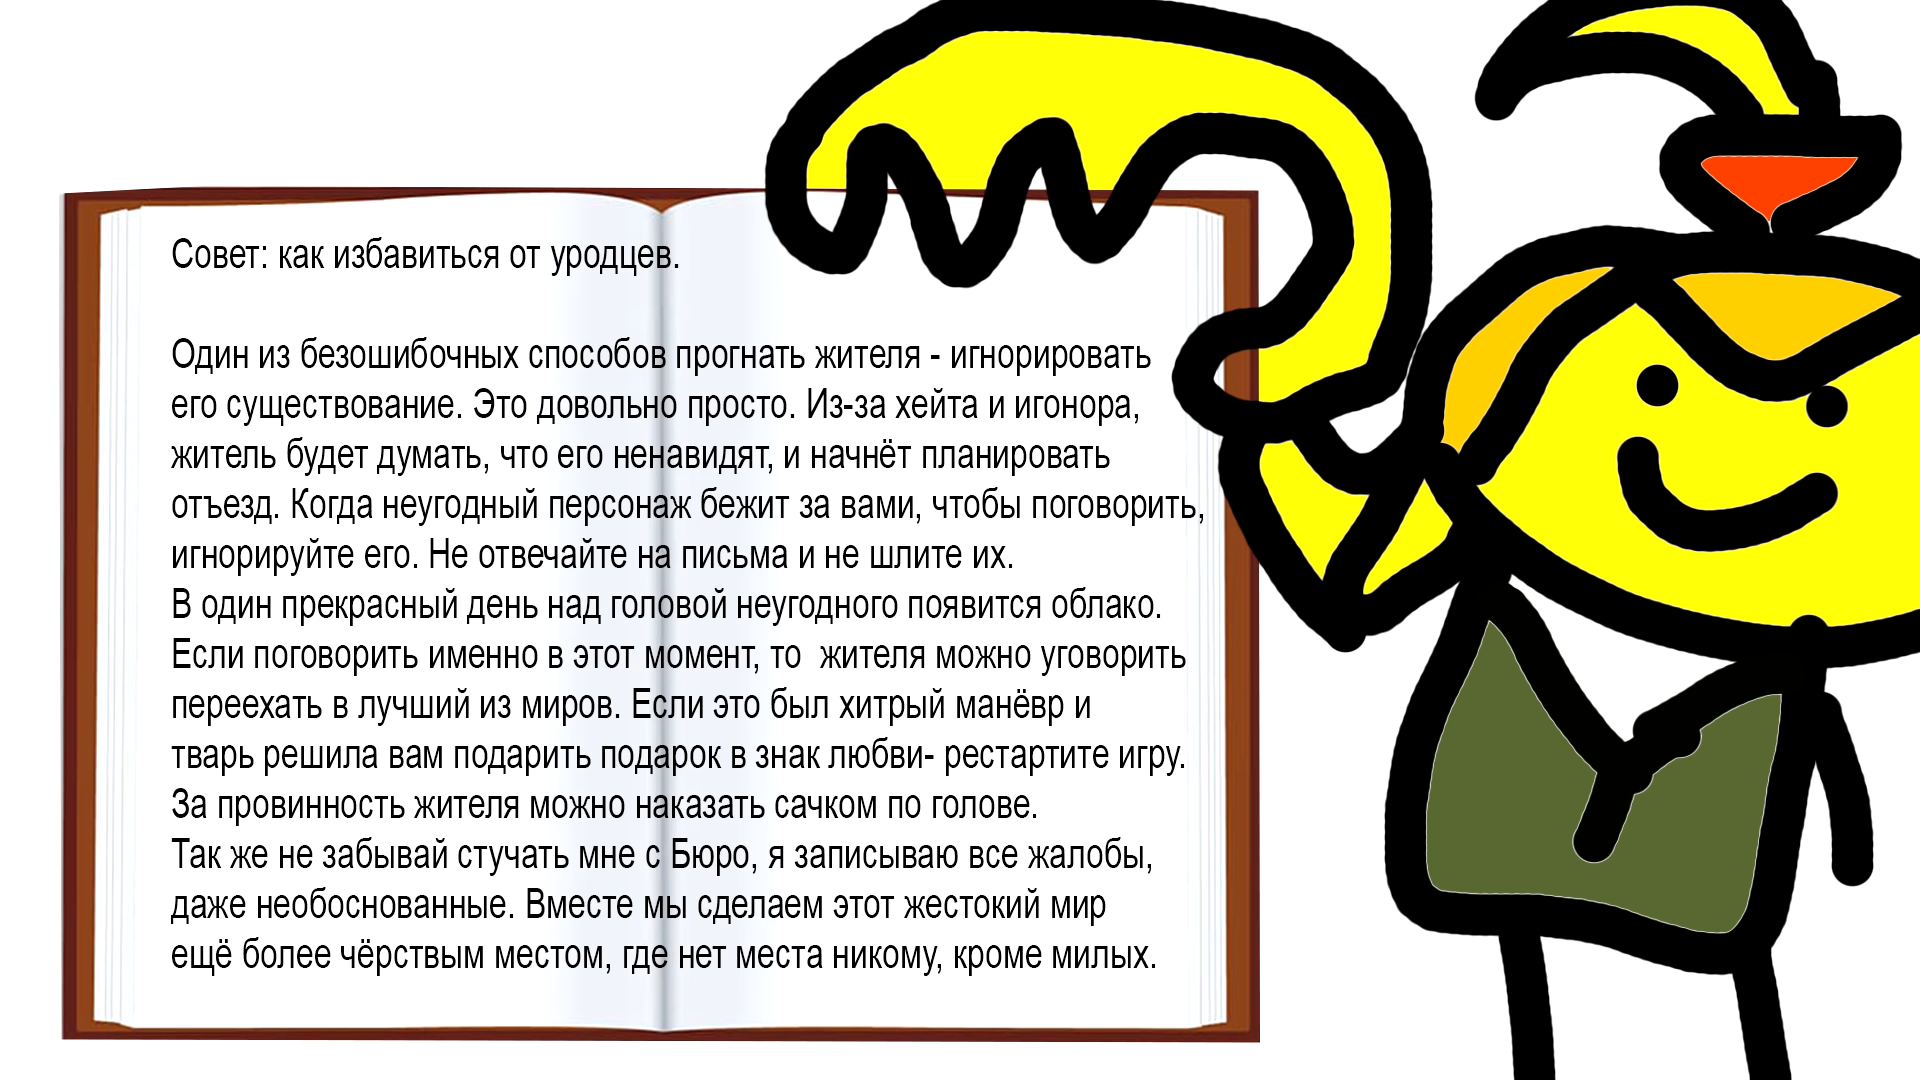 Совет: как избавиться от уродцев.
Один из безошибочных способов прогнать жителя - игнорировать
его существование. Это довольно просто. Из-за хейта и игонора,
житель будет думать, что его ненавидят, и начнёт планировать
отъезд. Когда неугодный персонаж бежит за вами, чтобы поговорить,
игнорируйте его. Не отвечайте на письма и не шлите их.
В один прекрасный день над головой неугодного появится облако.
Если поговорить именно в этот момент, то  жителя можно уговорить
переехать в лучший из миров. Если это был хитрый манёвр и
тварь решила вам подарить подарок в знак любви- рестартите игру.
За провинность жителя можно наказать сачком по голове.
Так же не забывай стучать мне с Бюро, я записываю все жалобы,
даже необоснованные. Вместе мы сделаем этот жестокий мир
ещё более чёрствым местом, где нет места никому, кроме милых.